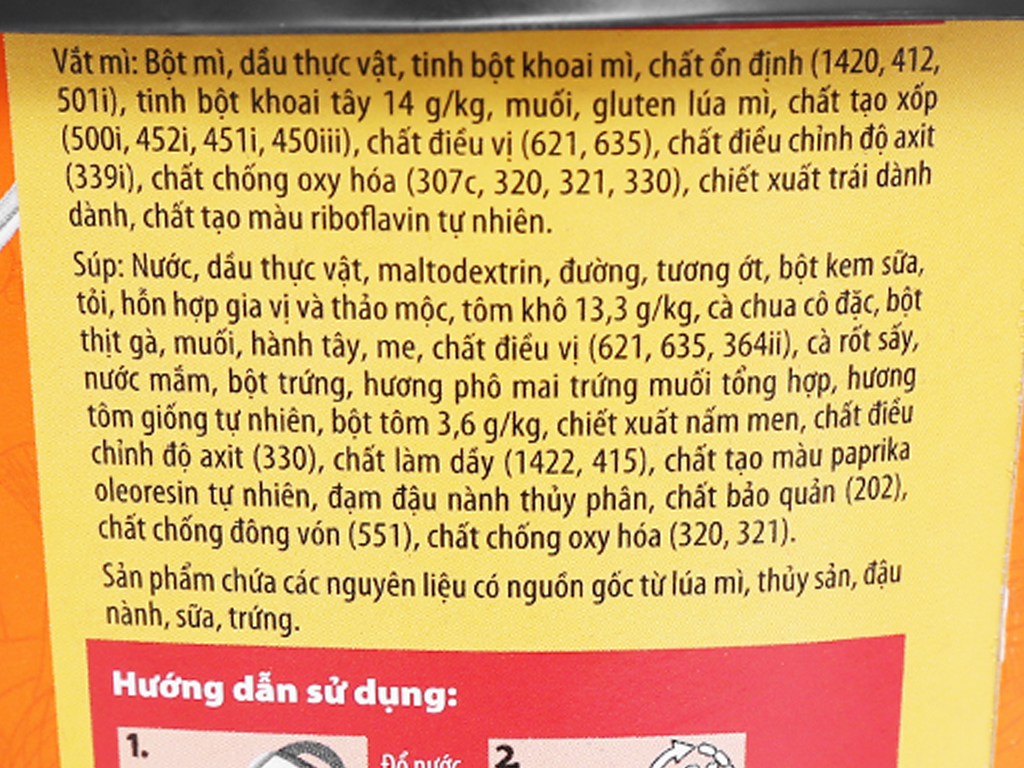 Vắt mì: Bột mì, dầu thực vật, tinh bột khoai mì, chất ổn định (1420, 412,
501i), tinh bột khoai tây 14 g/kg, muối, gluten lúa mì, chất tạo xốp
(500i, 452i, 451i, 450iii), chất điều vị (621, 635), chất điều chỉnh độ axit
(339i), chất chống oxy hóa (307c, 320, 321, 330), chiết xuất trái dành
dành, chất tạo màu riboflavin tự nhiên.
Súp: Nước, dầu thực vật, maltodextrin, đường, tương ớt, bột kem sữa,
tỏi, hỗn hợp gia vị và thảo mộc, tôm khô 13,3 g/kg, cà chua cô đặc, bột
thịt gà, muối, hành tây, me, chất điều vị (621, 635, 364ii), cà rốt sấy,
nước mắm, bột trứng, hương phô mai trứng muối tổng hợp, hương
tôm giống tự nhiên, bột tôm 3,6 g/kg, chiết xuất nấm men, chất điều
chỉnh độ axit (330), chất làm dầy (1422, 415), chất tạo màu paprika
oleoresin tự nhiên, đạm đậu nành thủy phân, chất bảo quản (202),
chất chống đông vón (551), chất chống oxy hóa (320, 321).
Sản phẩm chứa các nguyên liệu có nguồn gốc từ lúa mì, thủy sản, đậu
nành, sữa, trứng.
Hướng dẫn sử dụng:
1.
Đổ nước
2.